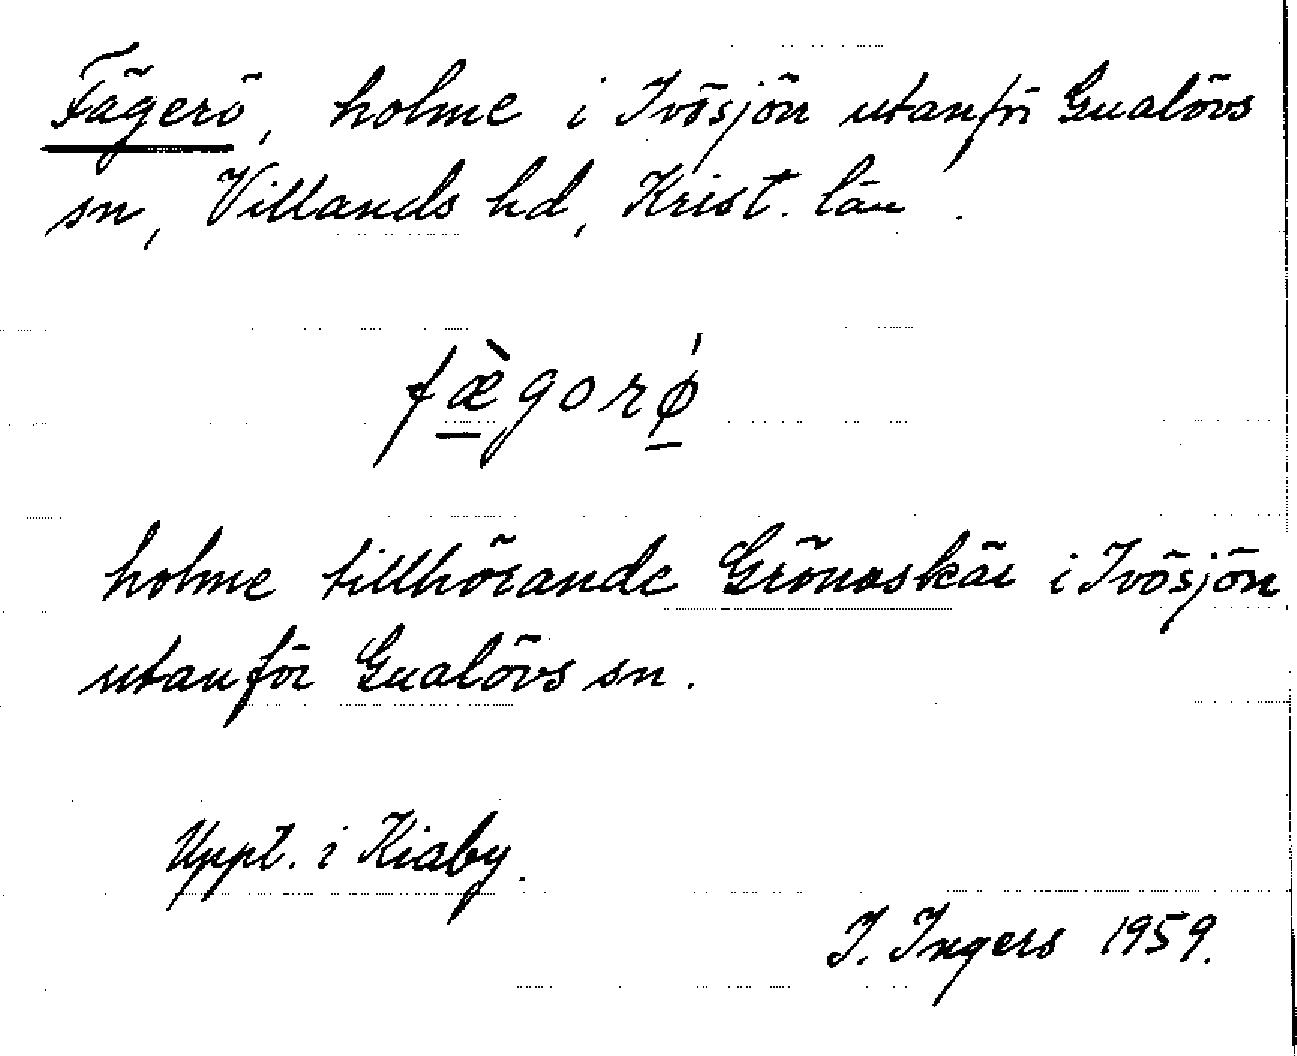 Fägerö, holme i Ivösjön utanför Gualövs
sn, Villands hd, Krist. län.
fæ̀gorǿ
holme tillhörande Grönaskär i Ivösjön
utanför Gualövs sn.
Uppt. i Kiaby.
I. Ingers 1959.